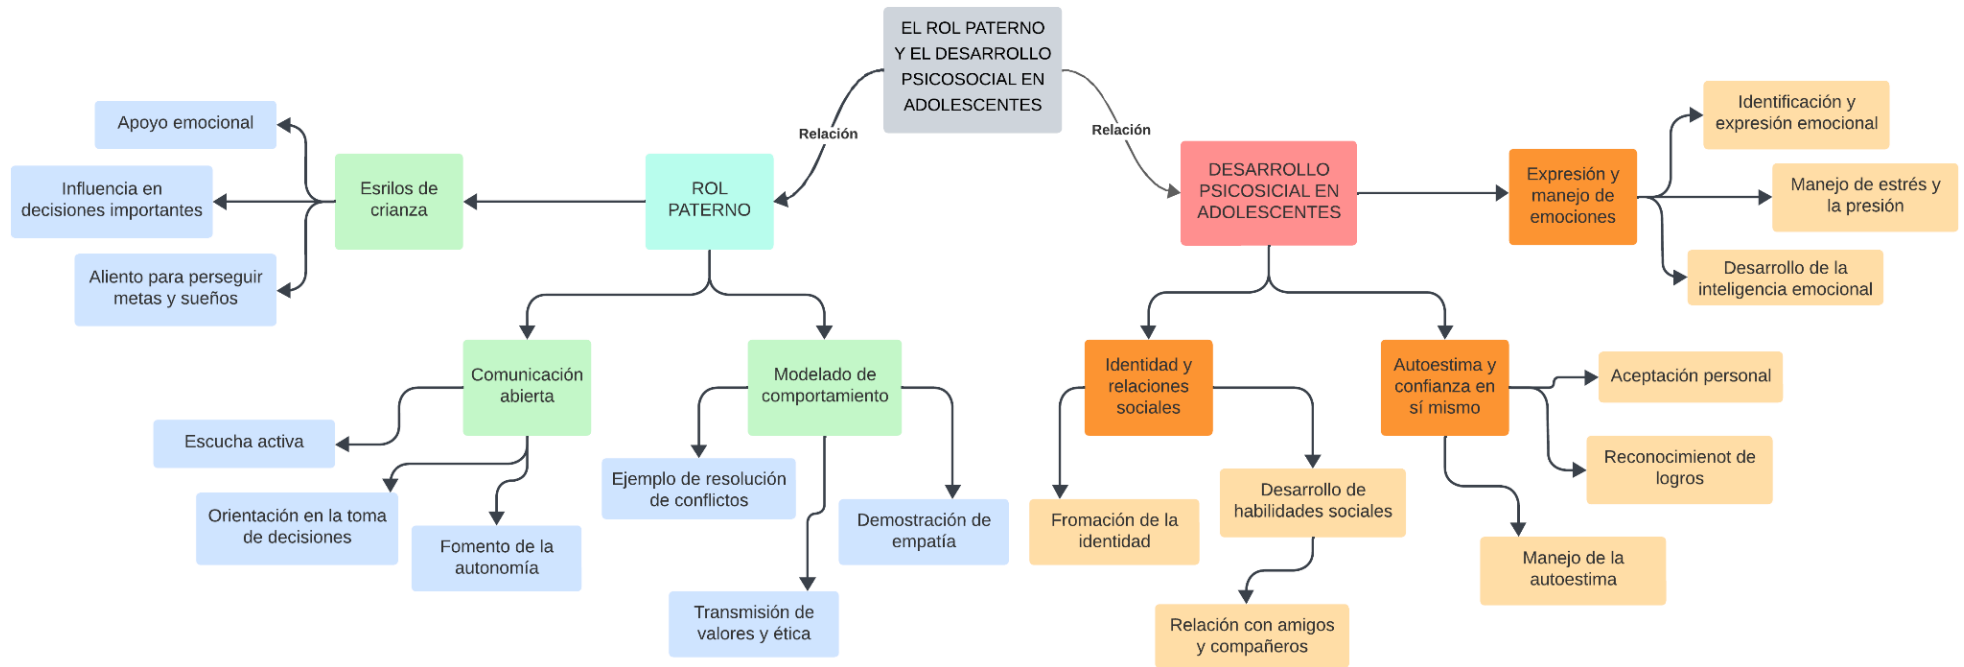 EL ROL PATERNO
Y EL DESARROLLO
PSICOSOCIAL EN
ADOLESCENTES
Relación
Relación
ROL
PATERNO
Esrilos de
crianza
Apoyo emocional
Influencia en
decisiones importantes
Aliento para perseguir
metas y sueños
Comunicación
abierta
Escucha activa
Orientación en la toma
de decisiones
Fomento de la
autonomía
Modelado de
comportamiento
Ejemplo de resolución
de conflictos
Transmisión de
valores y ética
Demostración de
empatía
DESARROLLO
PSICOSICIAL EN
ADOLESCENTES
Expresión y
manejo de
emociones
Identificación y
expresión emocional
Manejo de estrés y
la presión
Desarrollo de la
inteligencia emocional
Identidad y
relaciones
sociales
Fromación de la
identidad
Desarrollo de
habilidades sociales
Relación con amigos
y compañeros
Autoestima y
confianza en
sí mismo
Aceptación personal
Reconocimienot de
logros
Manejo de la
autoestima